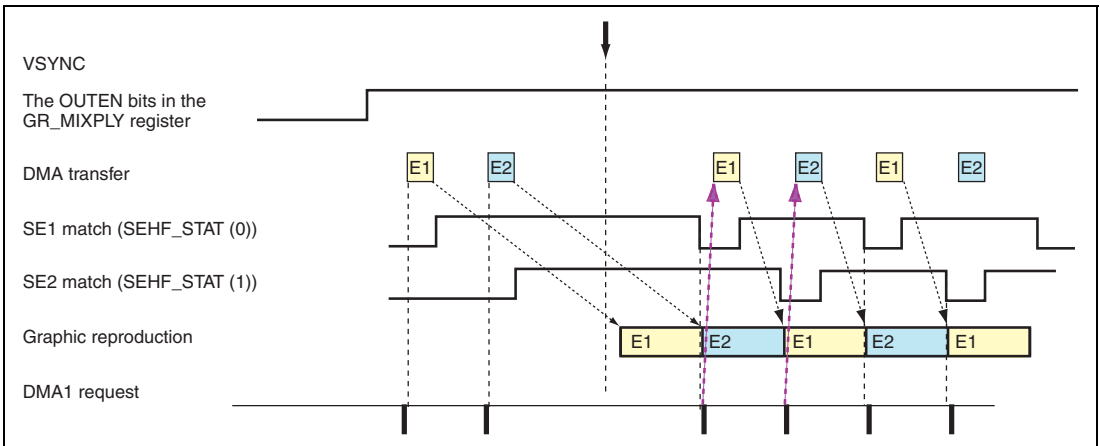 VSYNC
The OUTEN bits in the
GR_MIXPLY register
DMA transfer
E1 E2 E1 E2 E1 E2
SE1 match (SEHF_STAT (0))
SE2 match (SEHF_STAT (1))
Graphic reproduction
E1 E2 E1 E2 E1
DMA1 request